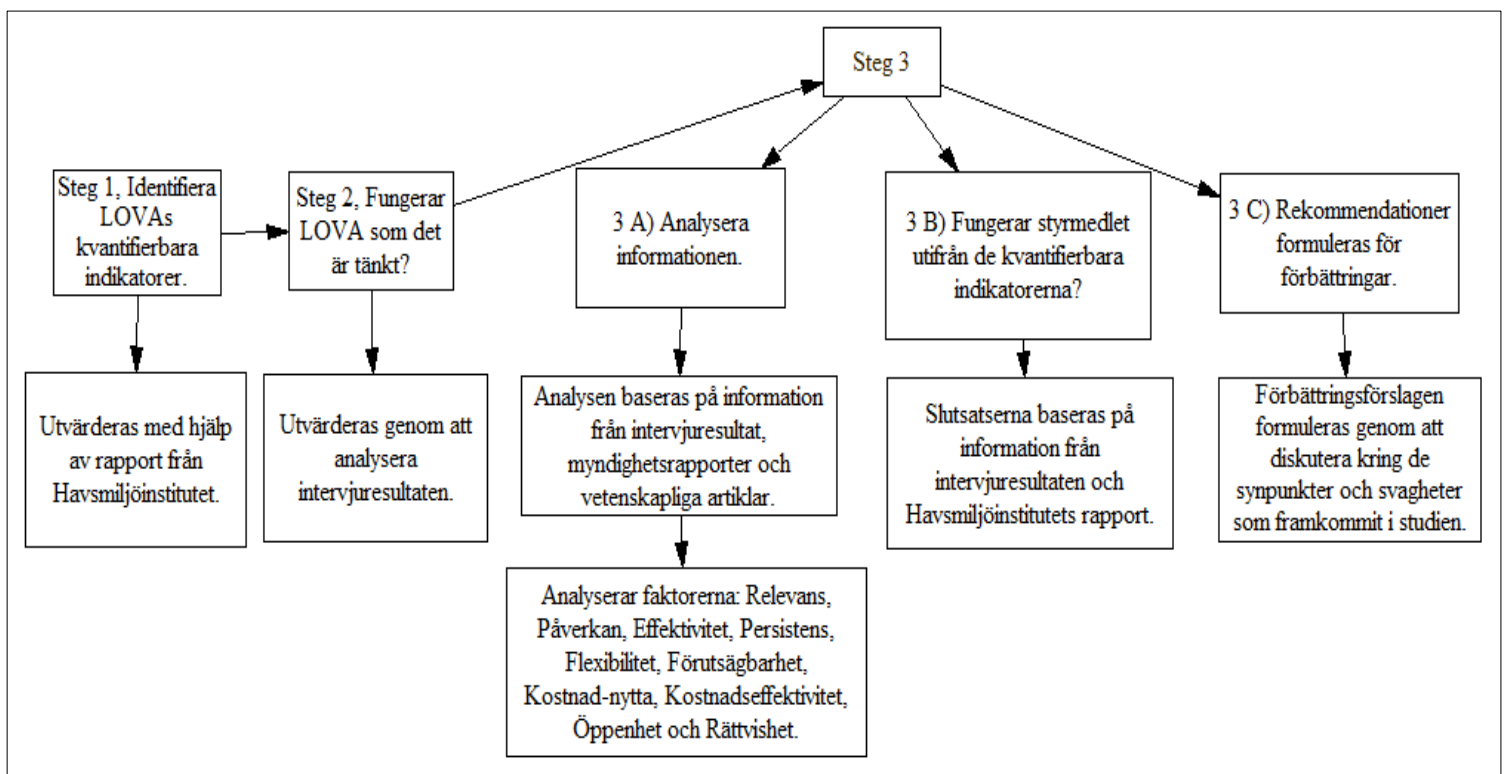 Steg 3
Steg 1, Identifiera
LOVAs
kvantifierbara
indikatorer.
Steg 2, Fungerar
LOVA som det
är tänkt?
3 A) Analysera
informationen.
3 B) Fungerar styrmedlet
utifrån de kvantifierbara
indikatorerna?
3 C) Rekommendationer
formuleras för
förbättringar.
Utvärderas med hjälp
av rapport från
Havsmiljöinstitutet.
Utvärderas genom att
analysera
intervjuresultaten.
Analysen baseras på information
från intervjuresultat,
myndighetsrapporter och
vetenskapliga artiklar.
Slutsatserna baseras på
information från
intervjuresultaten och
Havsmiljöinstitutets rapport.
Förbättringsförslagen
formuleras genom att
diskutera kring de
synpunkter och svagheter
som framkommit i studien.
Analyserar faktorerna: Relevans,
Påverkan, Effektivitet, Persistens,
Flexibilitet, Förutsägbarhet,
Kostnad-nytta, Kostnadseffektivitet,
Öppenhet och Rättvishet.